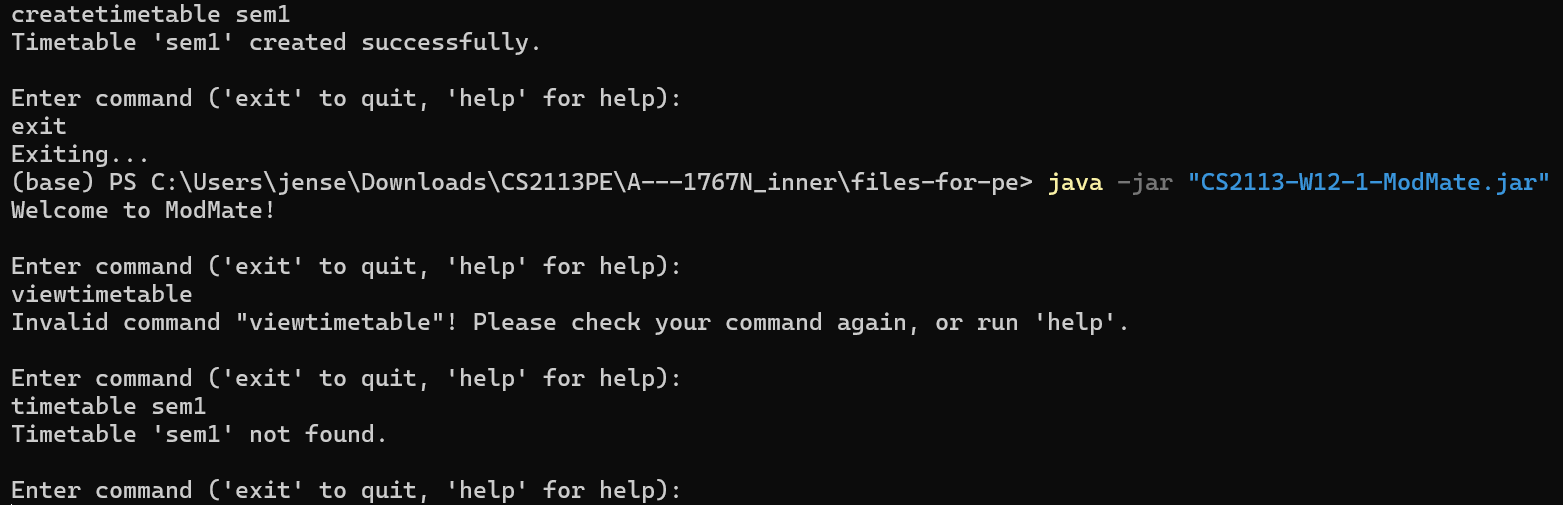 createtimetable sem1
Timetable 'sem1' created successfully.
Enter command ('exit' to quit, 'help' for help):
exit
Exiting...
(base) PS C:\Users\jense\Downloads\CS2113PE\A---1767N_inner\files-for-pe> java -jar "CS2113-W12-1-ModMate.jar"
Welcome to ModMate!
Enter command ('exit' to quit, 'help' for help):
viewtimetable
Invalid command "viewtimetable"! Please check your command again, or run 'help'.
Enter command ('exit' to quit, 'help' for help):
timetable sem1
Timetable 'sem1' not found.
Enter command ('exit' to quit, 'help' for help):